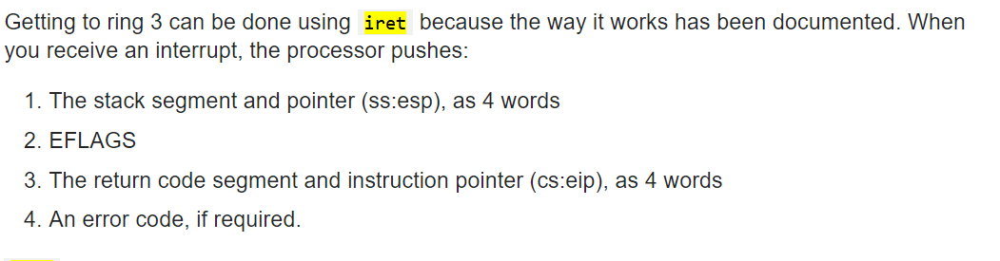 Getting to ring 3 can be done using iret because the way it works has been documented. When
you receive an interrupt, the processor pushes:
1. The stack segment and pointer (ss:esp), as 4 words
2. EFLAGS
3. The return code segment and instruction pointer (cs:eip), as 4 words
4. An error code, if required.